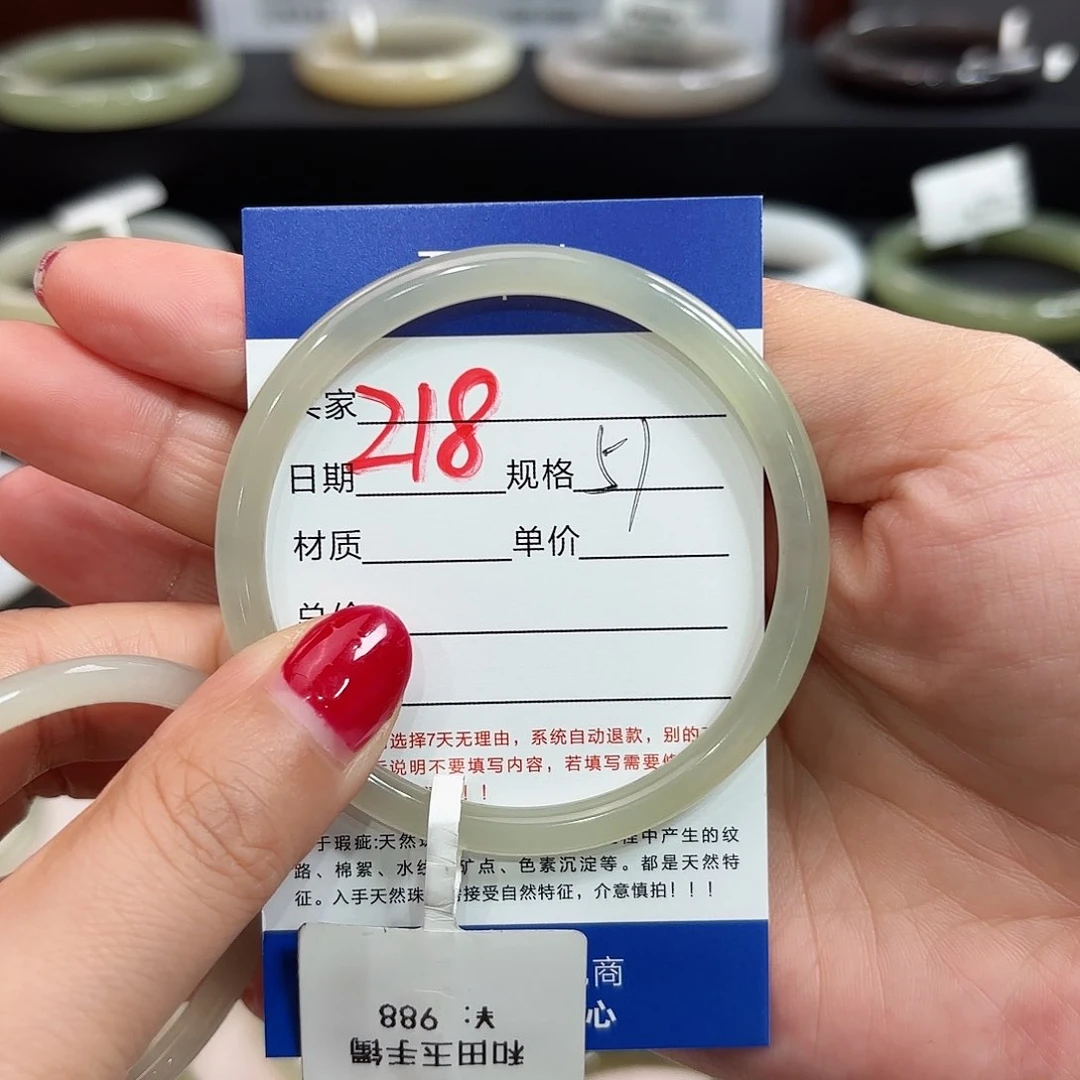 家 218
日期 规格 57
材质 单价
选择7天无理由，系统自动退款，别的
说明不要填写内容，若填写需要
！！
于瑕疵:天然 程中产生的纹
路、棉絮、水线 矿点、色素沉淀等。都是天然特
征。入手天然珠 接受自然特征，介意慎拍！！！
商
心
和田玉手镯
¥: 988